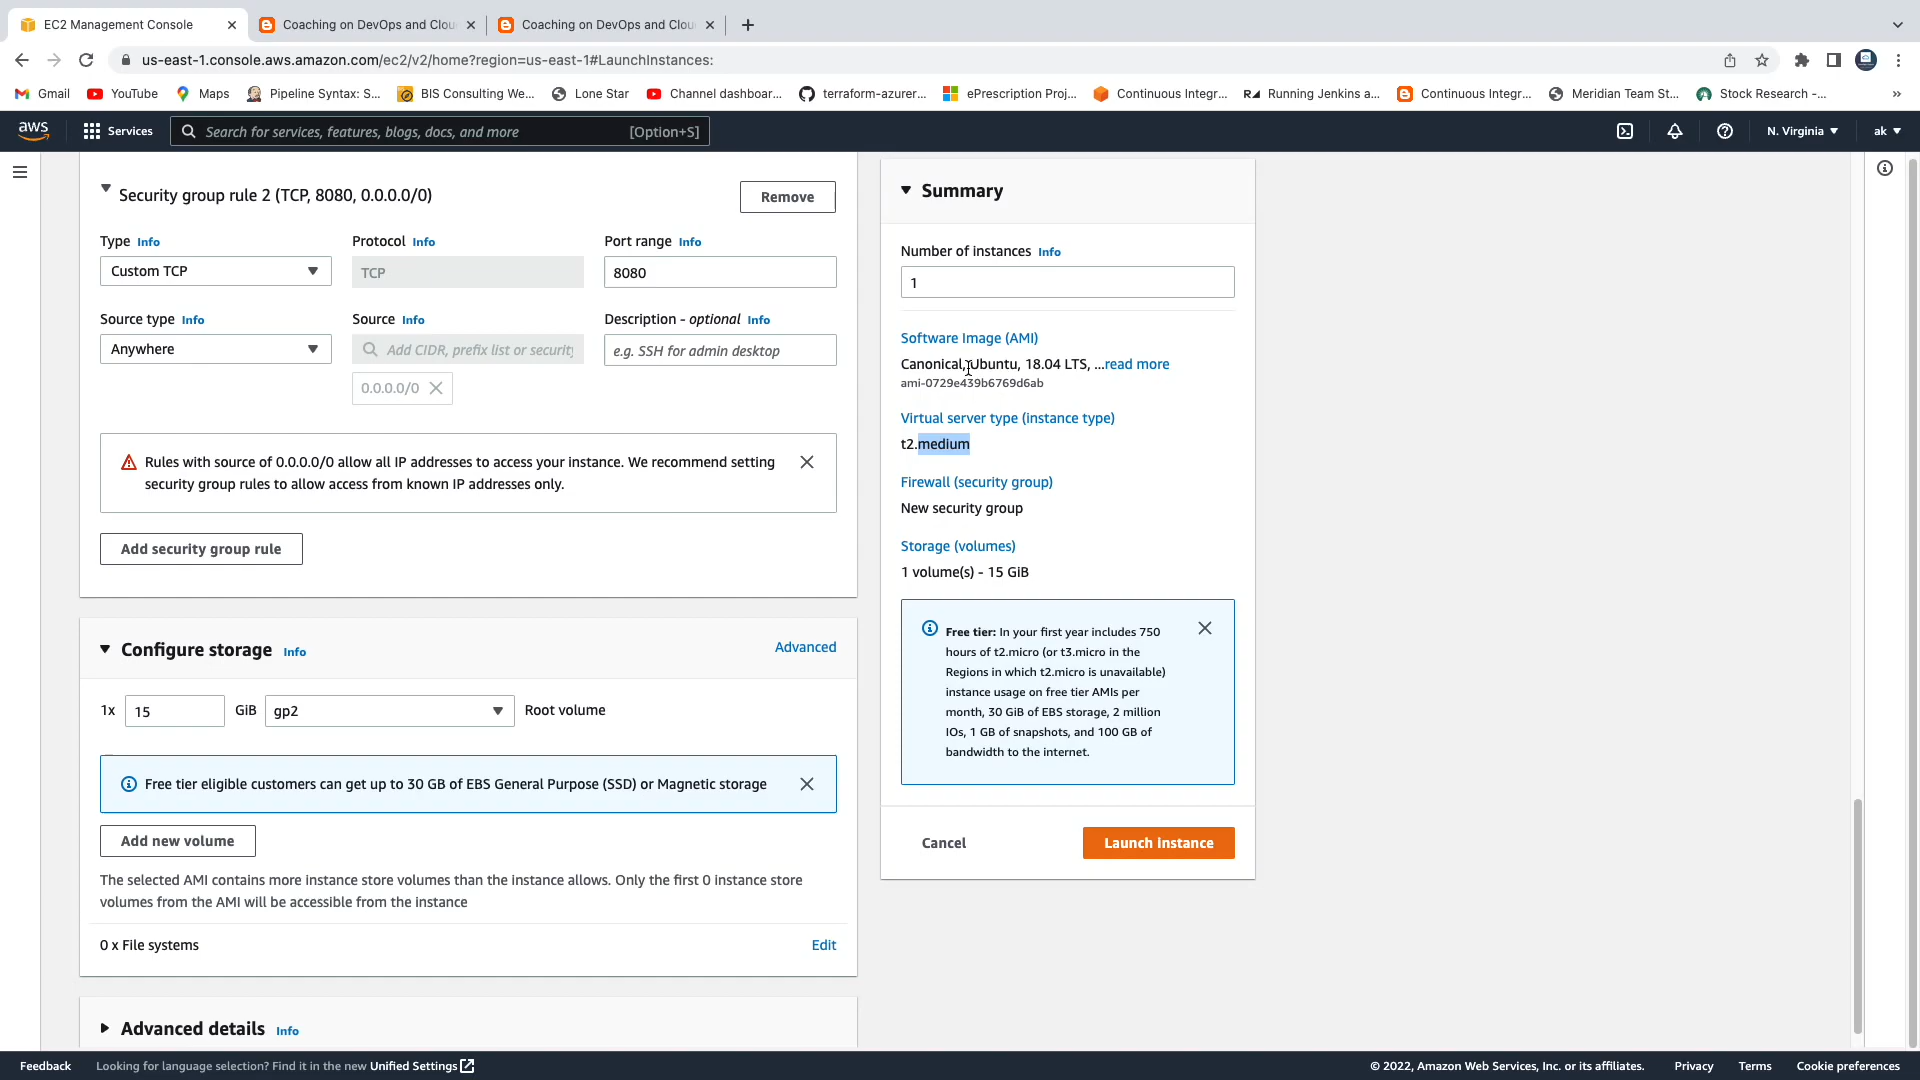 EC2 Management Console
Coaching on DevOps and Clou
Coaching on DevOps and Clou
us-east-1.console.aws.amazon.com/ec2/v2/home?region=us-east-1#LaunchInstances:
Gmail
YouTube
Maps
Pipeline Syntax: S...
BIS Consulting We...
Lone Star
Channel dashboar...
terraform-azurer...
ePrescription Proj...
Continuous Integr...
Running Jenkins a...
Continuous Integr...
Meridian Team St...
Stock Research -...
»
aws
Services
Search for services, features, blogs, docs, and more
[Option+S]
N. Virginia
ak
Security group rule 2 (TCP, 8080, 0.0.0.0/0)
Remove
Type Info
Protocol Info
Port range Info
Custom TCP
TCP
8080
Source type Info
Source Info
Description - optional Info
Anywhere
Add CIDR, prefix list or security
e.g. SSH for admin desktop
0.0.0.0/0
Rules with source of 0.0.0.0/0 allow all IP addresses to access your instance. We recommend setting
security group rules to allow access from known IP addresses only.
Add security group rule
Configure storage Info
Advanced
1x
15
GiB
gp2
Root volume
Free tier eligible customers can get up to 30 GB of EBS General Purpose (SSD) or Magnetic storage
Add new volume
The selected AMI contains more instance store volumes than the instance allows. Only the first 0 instance store
volumes from the AMI will be accessible from the instance
0 x File systems
Edit
Advanced details Info
Summary
Number of instances Info
1
Software Image (AMI)
Canonical, Ubuntu, 18.04 LTS, ...read more
ami-0729e439b6769d6ab
Virtual server type (instance type)
t2.medium
Firewall (security group)
New security group
Storage (volumes)
1 volume(s) - 15 GiB
Free tier: In your first year includes 750
hours of t2.micro (or t3.micro in the
Regions in which t2.micro is unavailable)
instance usage on free tier AMIs per
month, 30 GiB of EBS storage, 2 million
IOs, 1 GB of snapshots, and 100 GB of
bandwidth to the internet.
Cancel
Launch instance
Feedback
Looking for language selection? Find it in the new Unified Settings
© 2022, Amazon Web Services, Inc. or its affiliates.
Privacy
Terms
Cookie preferences